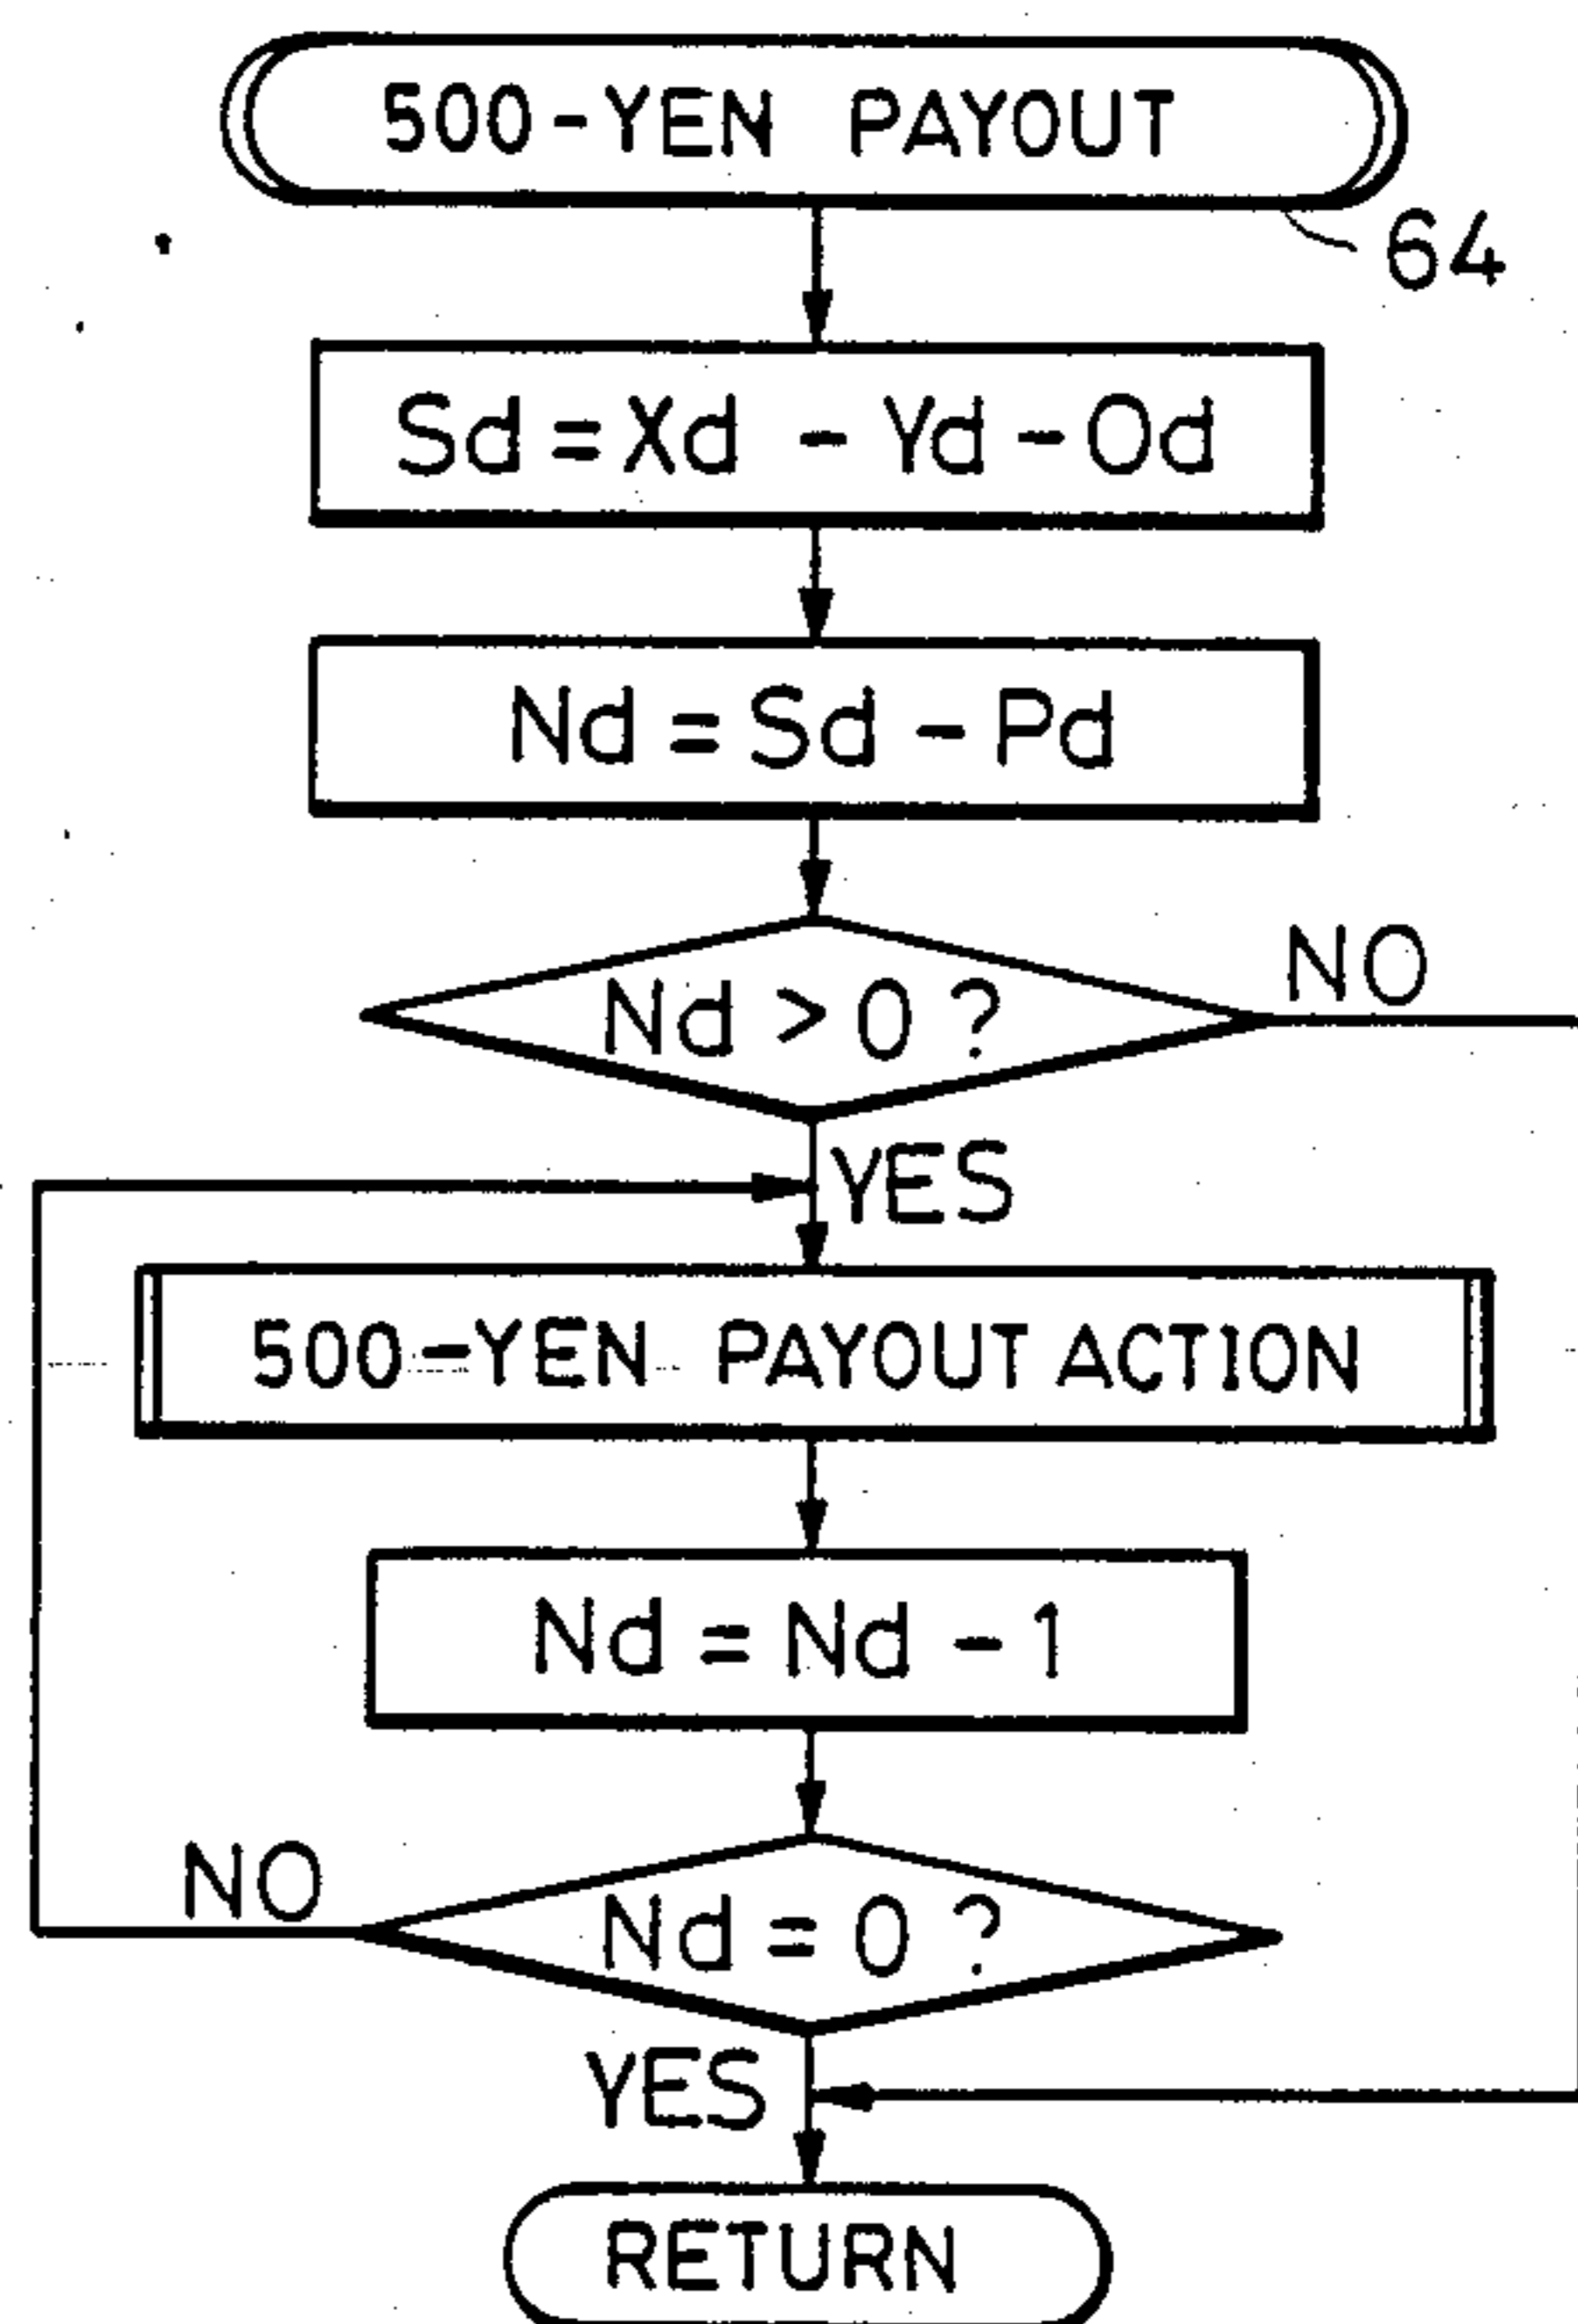 500-YEN PAYOUT
64
Sd = Xd - Yd - Od
Nd = Sd - Pd
Nd > 0 ?
NO
YES
500-YEN PAYOUT ACTION
Nd = Nd - 1
NO
Nd = 0 ?
YES
RETURN